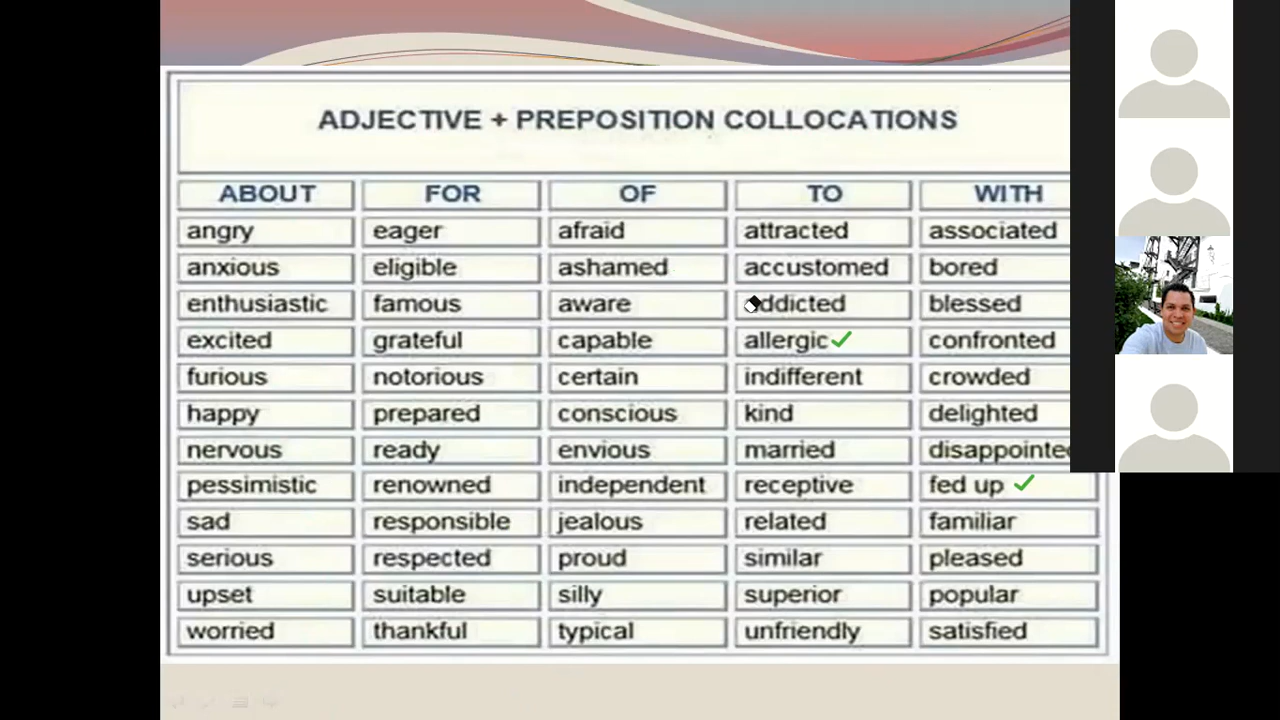 ADJECTIVE + PREPOSITION COLLOCATIONS
ABOUT FOR OF TO WITH
angry eager afraid attracted associated
anxious eligible ashamed accustomed bored
enthusiastic famous aware addicted blessed
excited grateful capable allergic confronted
furious notorious certain indifferent crowded
happy prepared conscious kind delighted
nervous ready envious married disappointed
pessimistic renowned independent receptive fed up
sad responsible jealous related familiar
serious respected proud similar pleased
upset suitable silly superior popular
worried thankful typical unfriendly satisfied